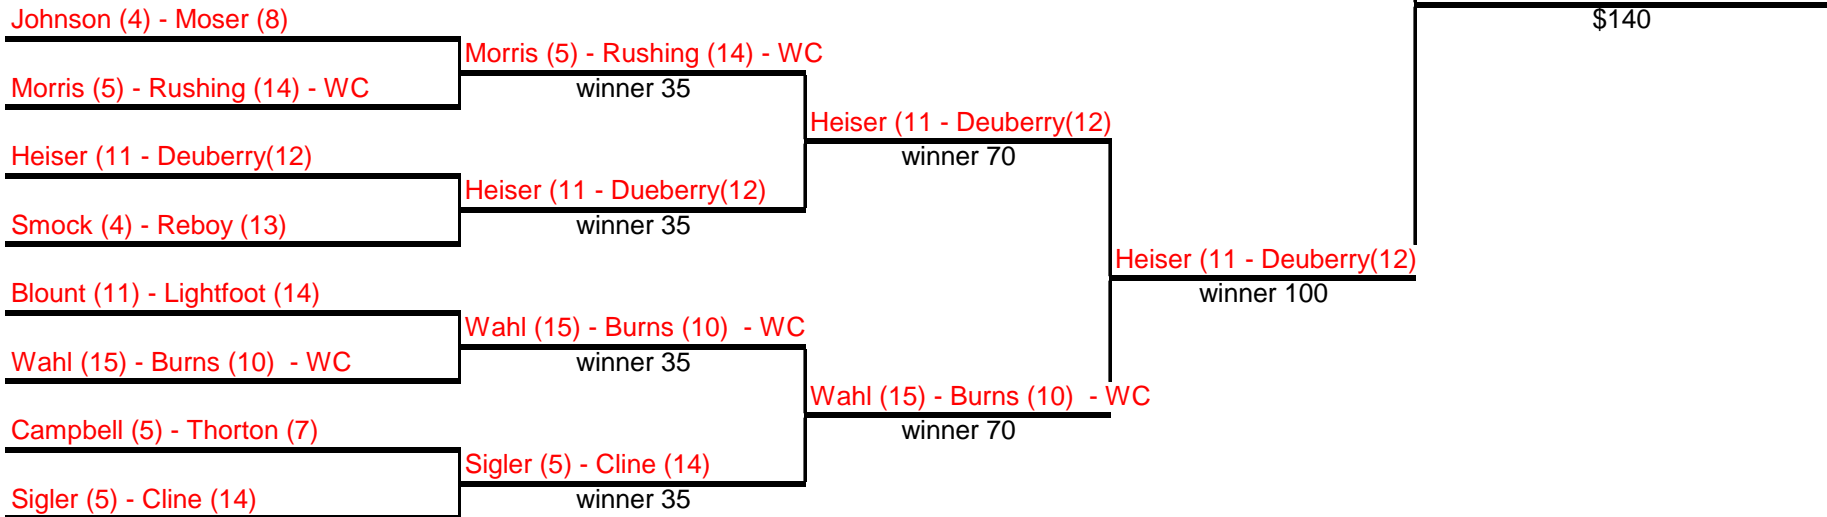 Johnson (4) - Moser (8)
$140
Morris (5) - Rushing (14) - WC
Morris (5) - Rushing (14) - WC
winner 35
Heiser (11 - Deuberry(12)
Heiser (11 - Deuberry(12)
winner 70
Heiser (11 - Dueberry(12)
Smock (4) - Reboy (13)
winner 35
Heiser (11 - Deuberry(12)
Blount (11) - Lightfoot (14)
winner 100
Wahl (15) - Burns (10)  - WC
Wahl (15) - Burns (10)  - WC
winner 35
Wahl (15) - Burns (10)  - WC
Campbell (5) - Thorton (7)
winner 70
Sigler (5) - Cline (14)
Sigler (5) - Cline (14)
winner 35